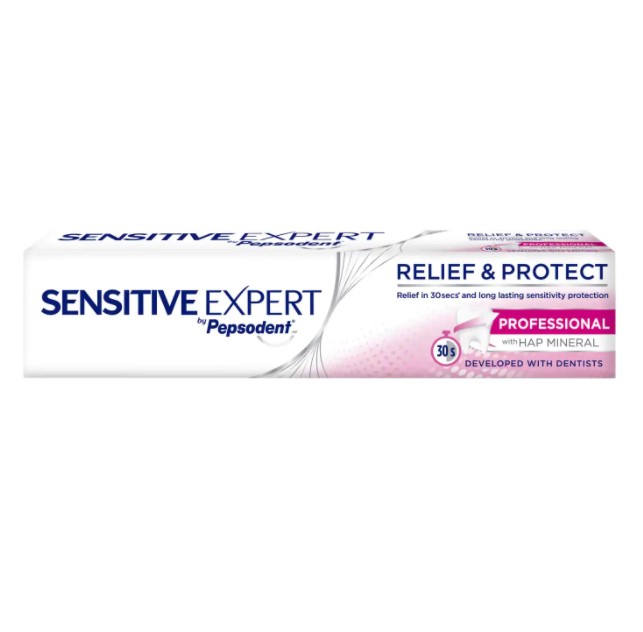 SENSITIVE EXPERT
by Pepsodent
RELIEF & PROTECT
PROFESSIONAL
SENSITIVE EXPERT
by Pepsodent™
RELIEF & PROTECT
Relief in 30secs* and long lasting sensitivity protection
30 s
PROFESSIONAL
with HAP MINERAL
DEVELOPED WITH DENTISTS